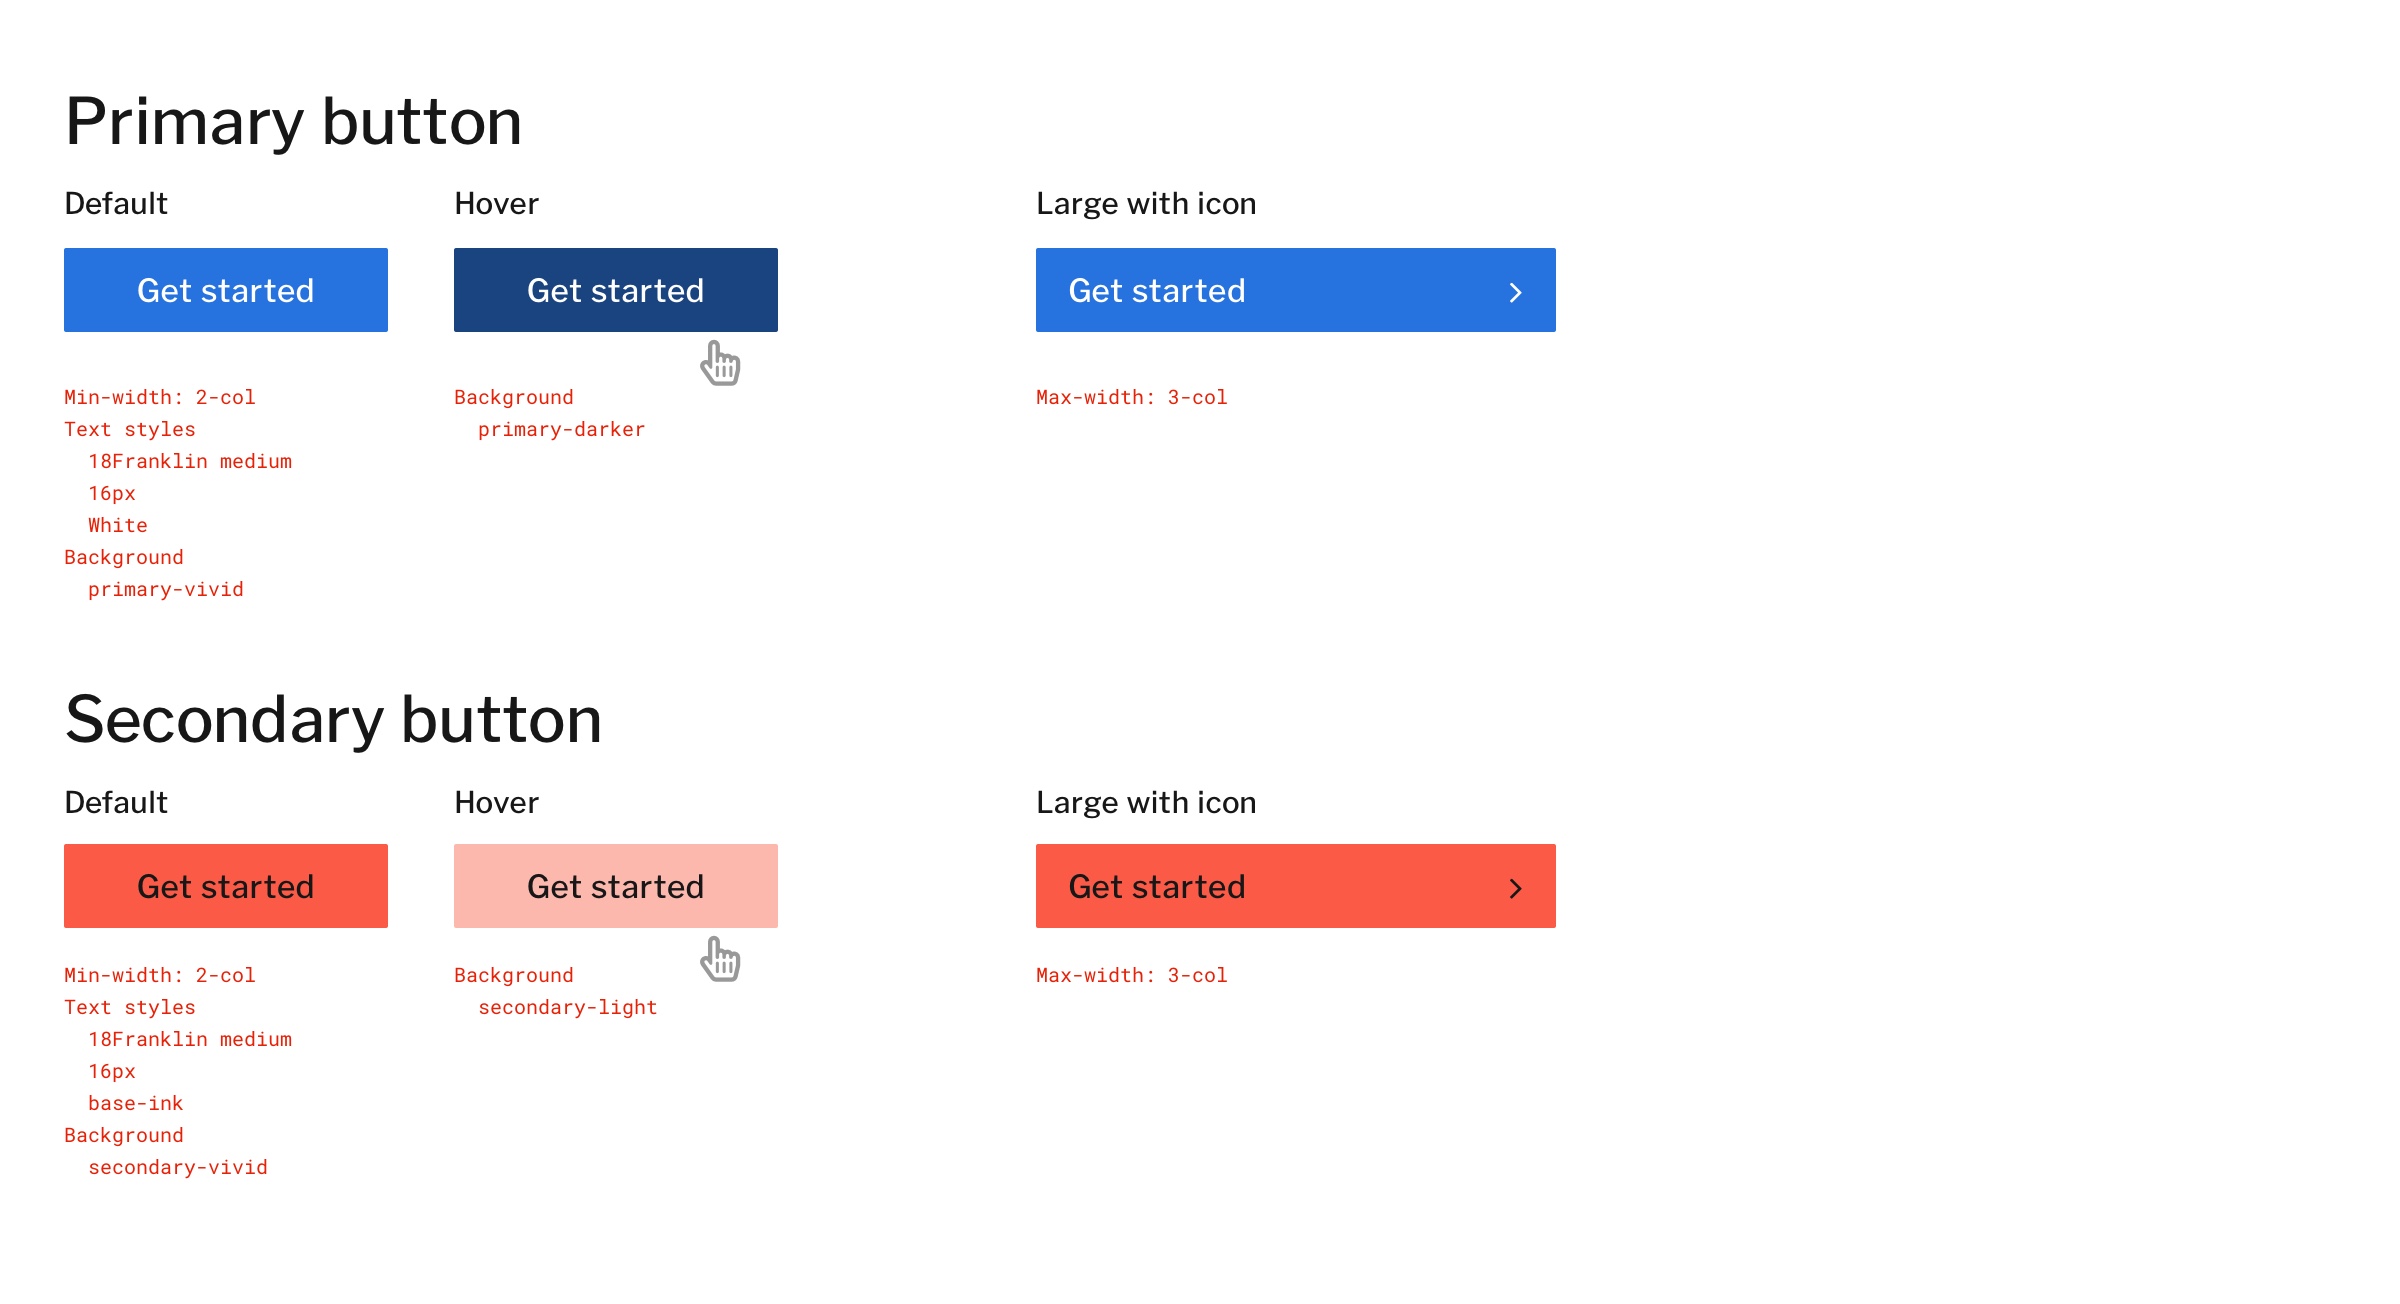 Primary button
Default
Hover
Large with icon
Get started
Get started
Get started
Min-width: 2-col
Text styles
18Franklin medium
16px
White
Background
primary-vivid
Background
primary-darker
Max-width: 3-col
Secondary button
Default
Hover
Large with icon
Get started
Get started
Get started
Min-width: 2-col
Text styles
18Franklin medium
16px
base-ink
Background
secondary-vivid
Background
secondary-light
Max-width: 3-col